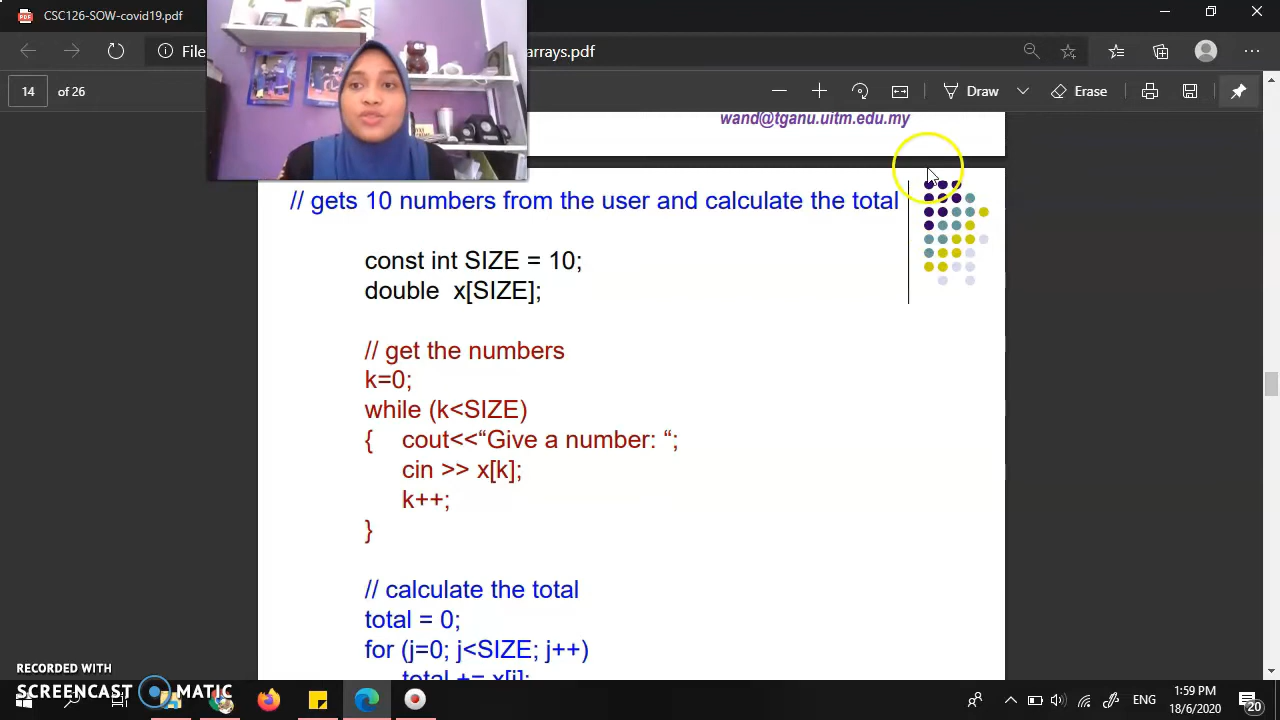 CSC126 SOW-covid19.pdf
File
arrays.pdf
14 of 26
Draw
Erase
wand@tganu.uitm.edu.my
// gets 10 numbers from the user and calculate the total
const int SIZE = 10;
double x[SIZE];
// get the numbers
k=0;
while (k<SIZE)
{ cout<<“Give a number: “;
cin >> x[k];
k++;
}
// calculate the total
total = 0;
for (j=0; j<SIZE; j++)
total += x[j];
RECORDED WITH
SCREENCAST MATIC
ENG
1:59 PM
18/6/2020
20